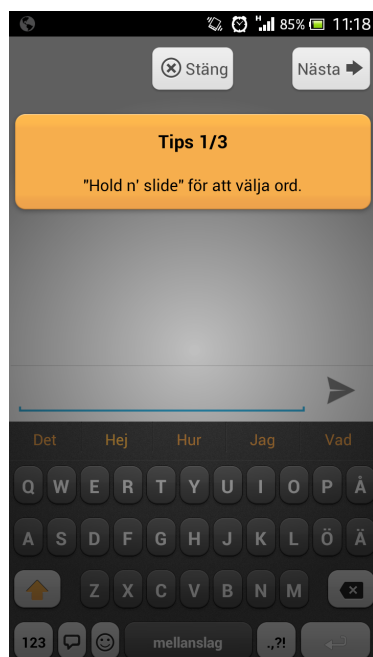 H 85% 11:18
Stäng Nästa
Tips 1/3
"Hold n' slide" för att välja ord.
Det Hej Hur Jag Vad
Q W E R T Y U I O P Å
A S D F G H J K L Ö Ä
Z X C V B N M
123 mellanslag .,?!